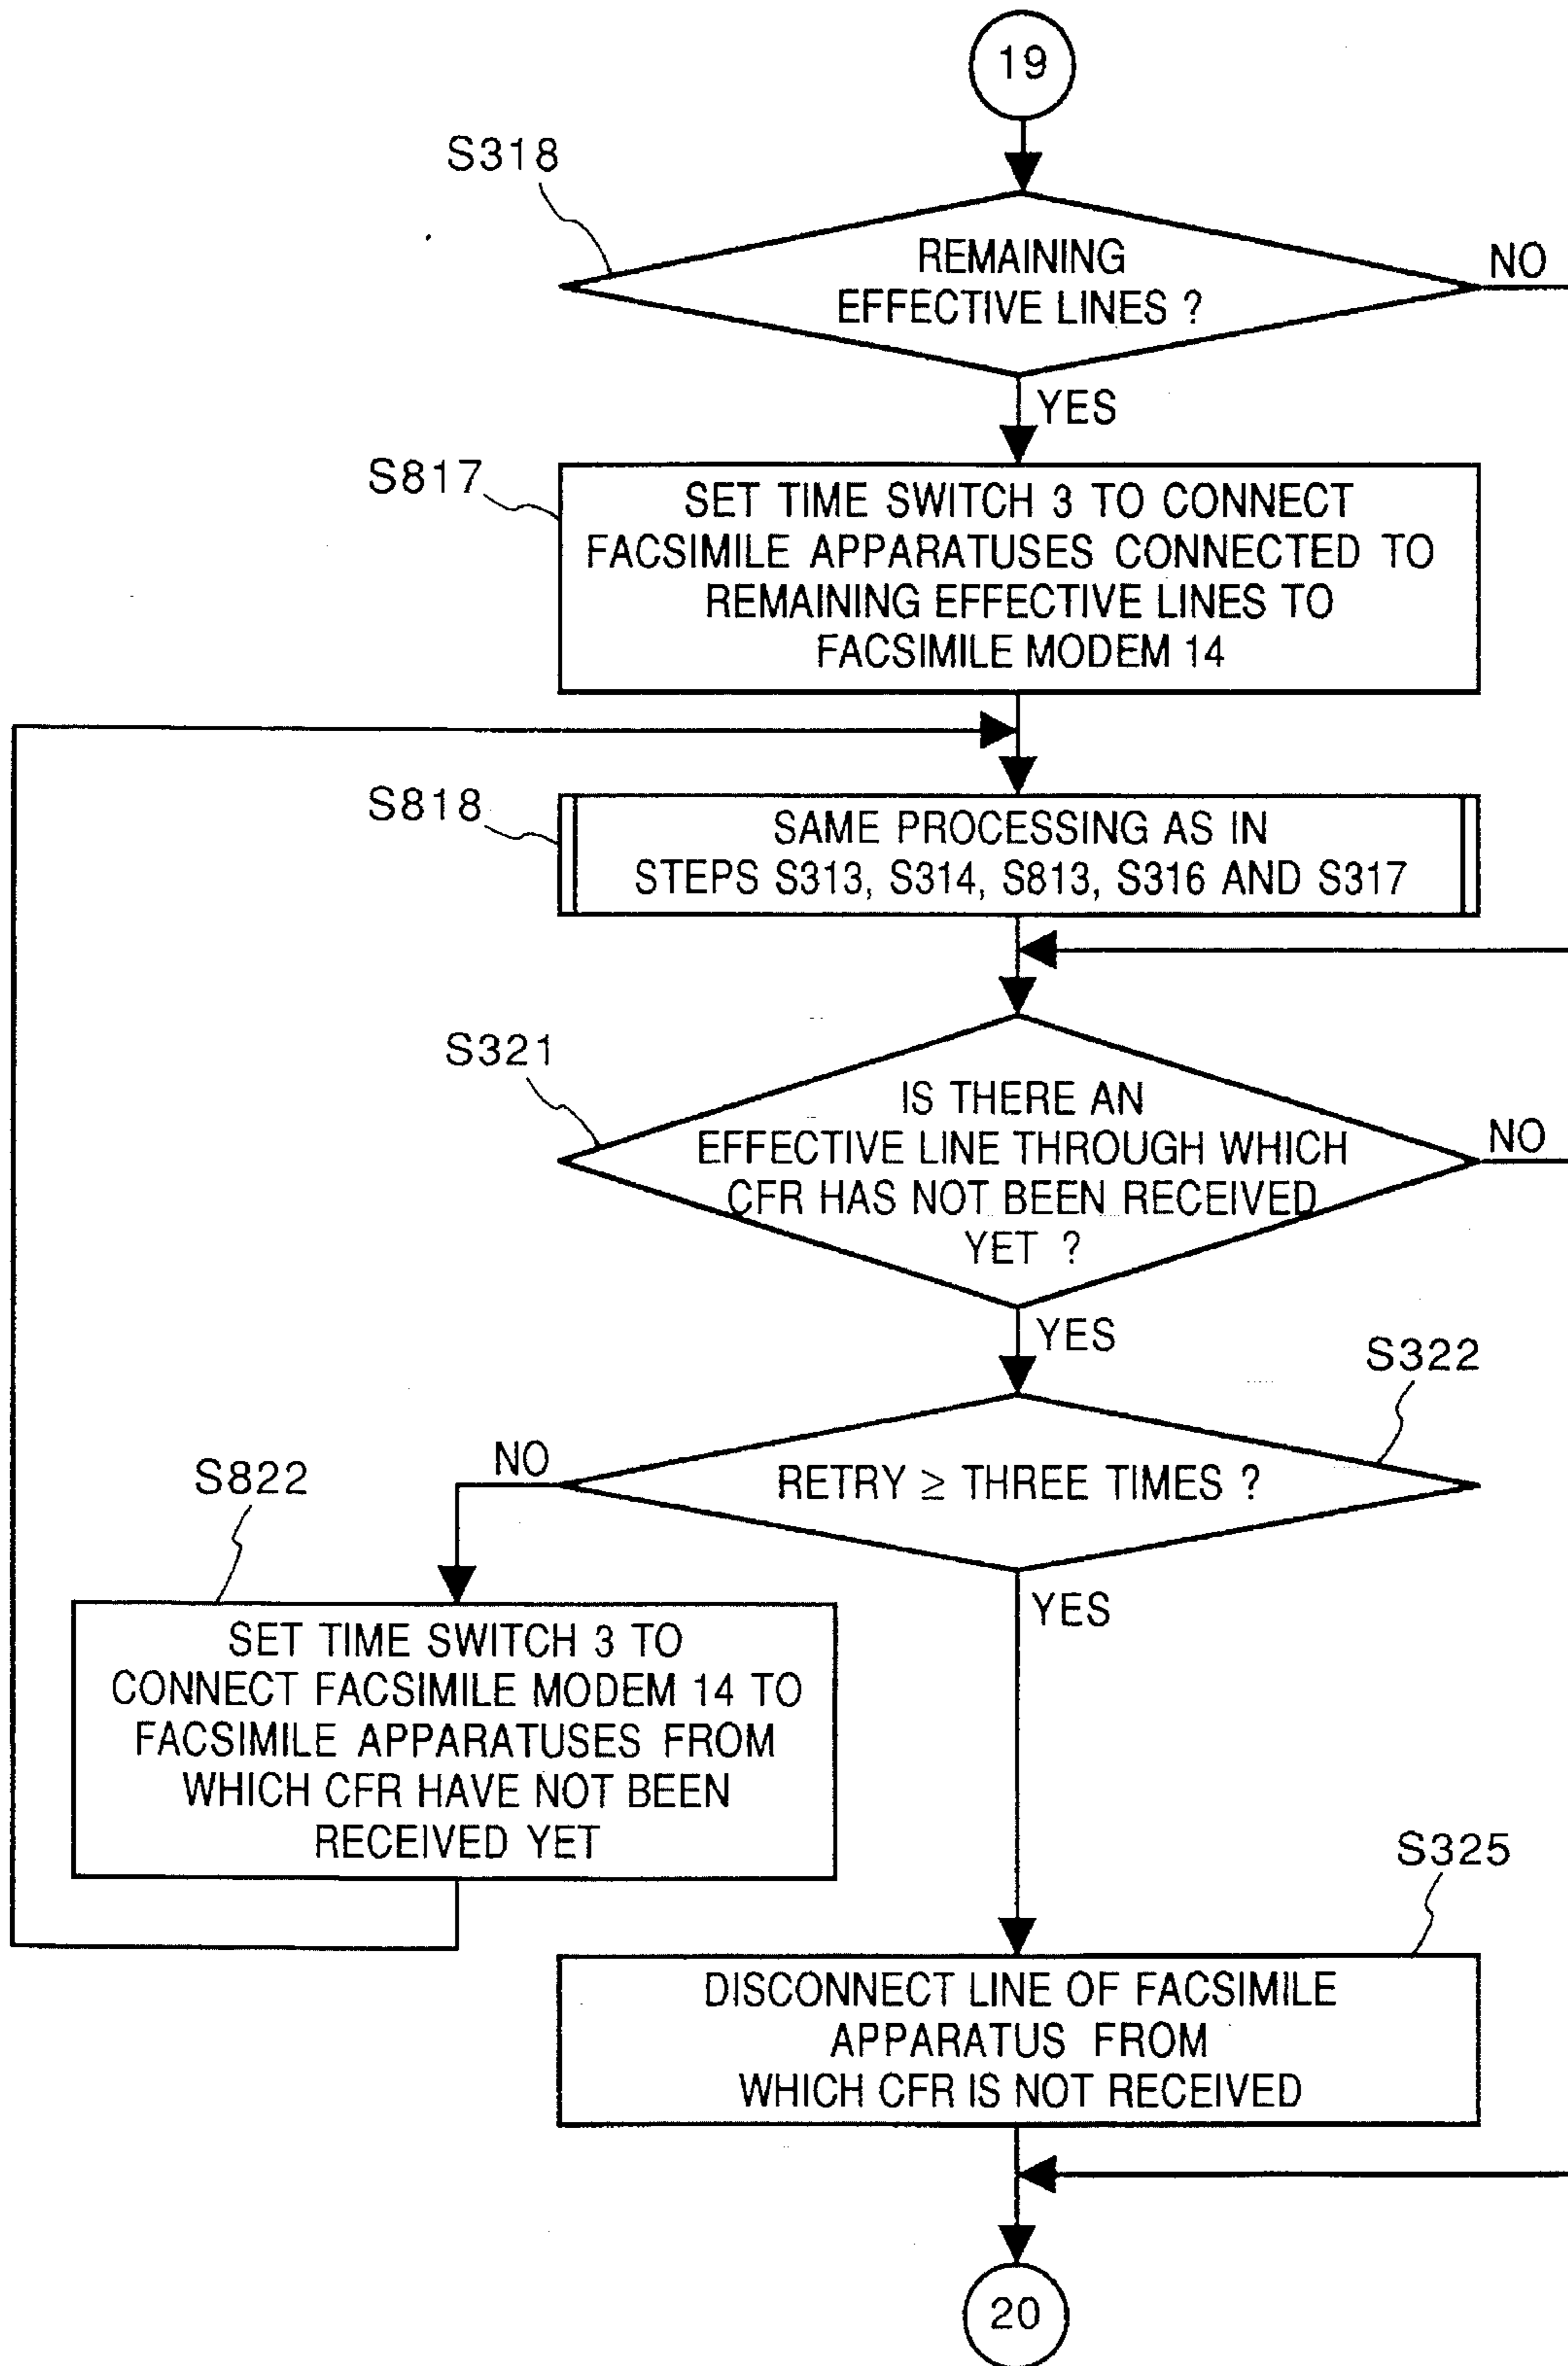 19
S318
REMAINING
EFFECTIVE LINES ?
NO
YES
S817
SET TIME SWITCH 3 TO CONNECT
FACSIMILE APPARATUSES CONNECTED TO
REMAINING EFFECTIVE LINES TO
FACSIMILE MODEM 14
S818
SAME PROCESSING AS IN
STEPS S313, S314, S813, S316 AND S317
S321
IS THERE AN
EFFECTIVE LINE THROUGH WHICH
CFR HAS NOT BEEN RECEIVED
YET ?
NO
YES
S322
RETRY ≥ THREE TIMES ?
NO
YES
S822
SET TIME SWITCH 3 TO
CONNECT FACSIMILE MODEM 14 TO
FACSIMILE APPARATUSES FROM
WHICH CFR HAVE NOT BEEN
RECEIVED YET
S325
DISCONNECT LINE OF FACSIMILE
APPARATUS FROM
WHICH CFR IS NOT RECEIVED
20